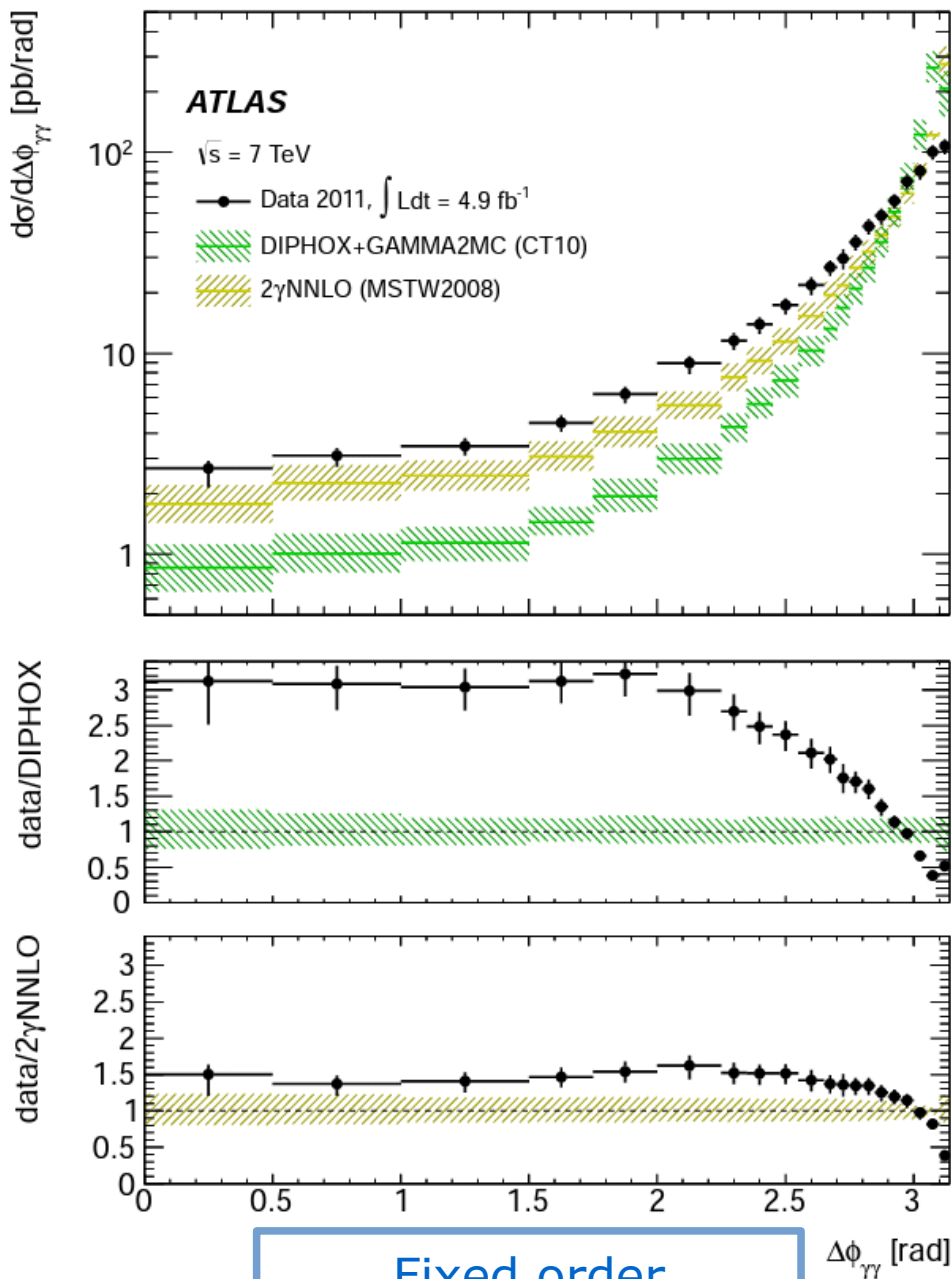 dσ/dΔϕγγ [pb/rad]
ATLAS
√s = 7 TeV
Data 2011, ∫ Ldt = 4.9 fb⁻¹
DIPHOX+GAMMA2MC (CT10)
2γNNLO (MSTW2008)
10²
10
1
data/DIPHOX
3
2.5
2
1.5
1
0.5
0
data/2γNNLO
3
2.5
2
1.5
1
0.5
0
0 0.5 1 1.5 2 2.5 3
Δϕγγ [rad]
Fixed order